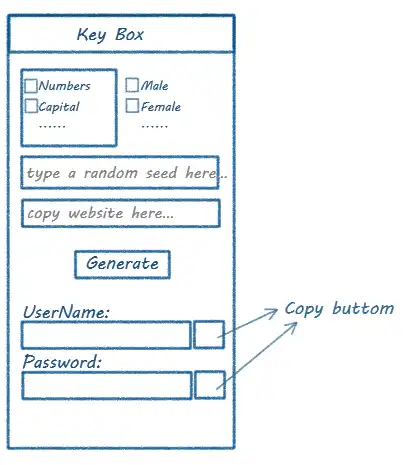 Key Box
Numbers
Male
Capital
Female
......
......
type a random seed here...
copy website here...
Generate
UserName:
Copy buttom
Password: